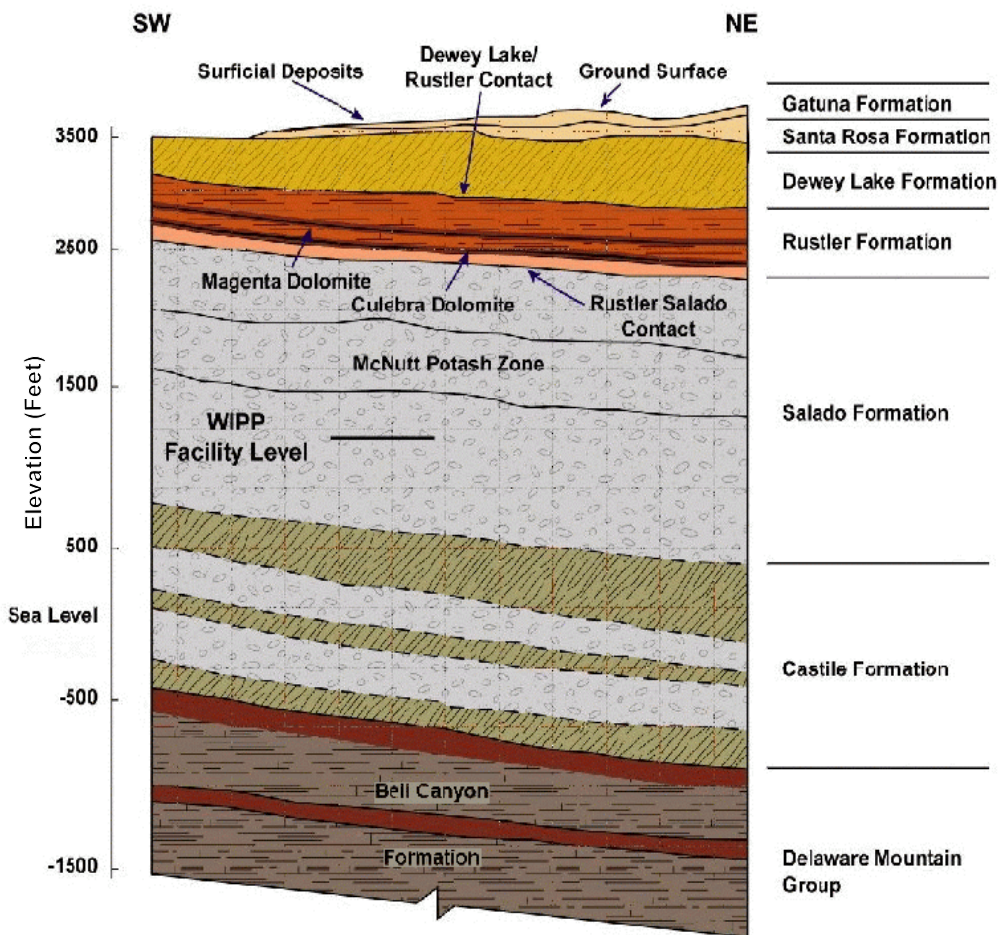 SW
NE
Surficial Deposits
Dewey Lake/
Rustler Contact
Ground Surface
Gatuna Formation
Santa Rosa Formation
Dewey Lake Formation
Rustler Formation
Salado Formation
Castile Formation
Delaware Mountain
Group
3500
2600
1500
500
Sea Level
-500
-1500
Elevation (Feet)
Magenta Dolomite
Culebra Dolomite
Rustler Salado
Contact
McNutt Potash Zone
WIPP
Facility Level
Bell Canyon
Formation